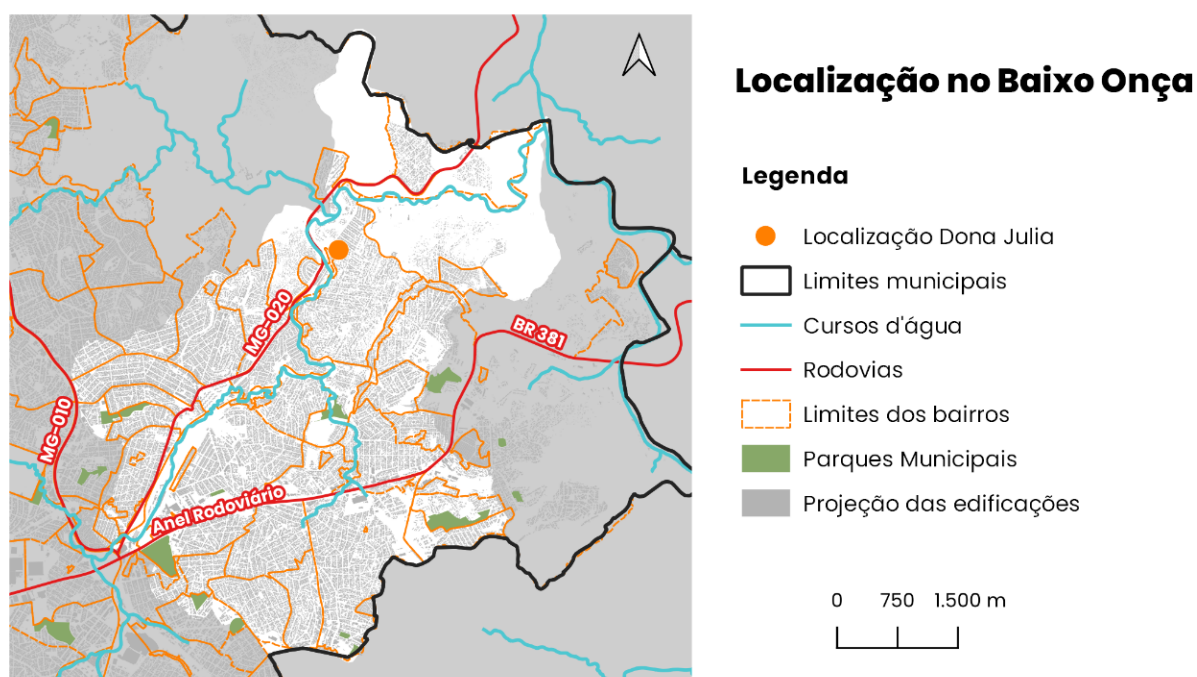 Localização no Baixo Onça
Legenda
Localização Dona Julia
Limites municipais
Cursos d'água
Rodovias
Limites dos bairros
Parques Municipais
Projeção das edificações
0 750 1.500 m
MG-020
BR 381
MG-010
Anel Rodoviário